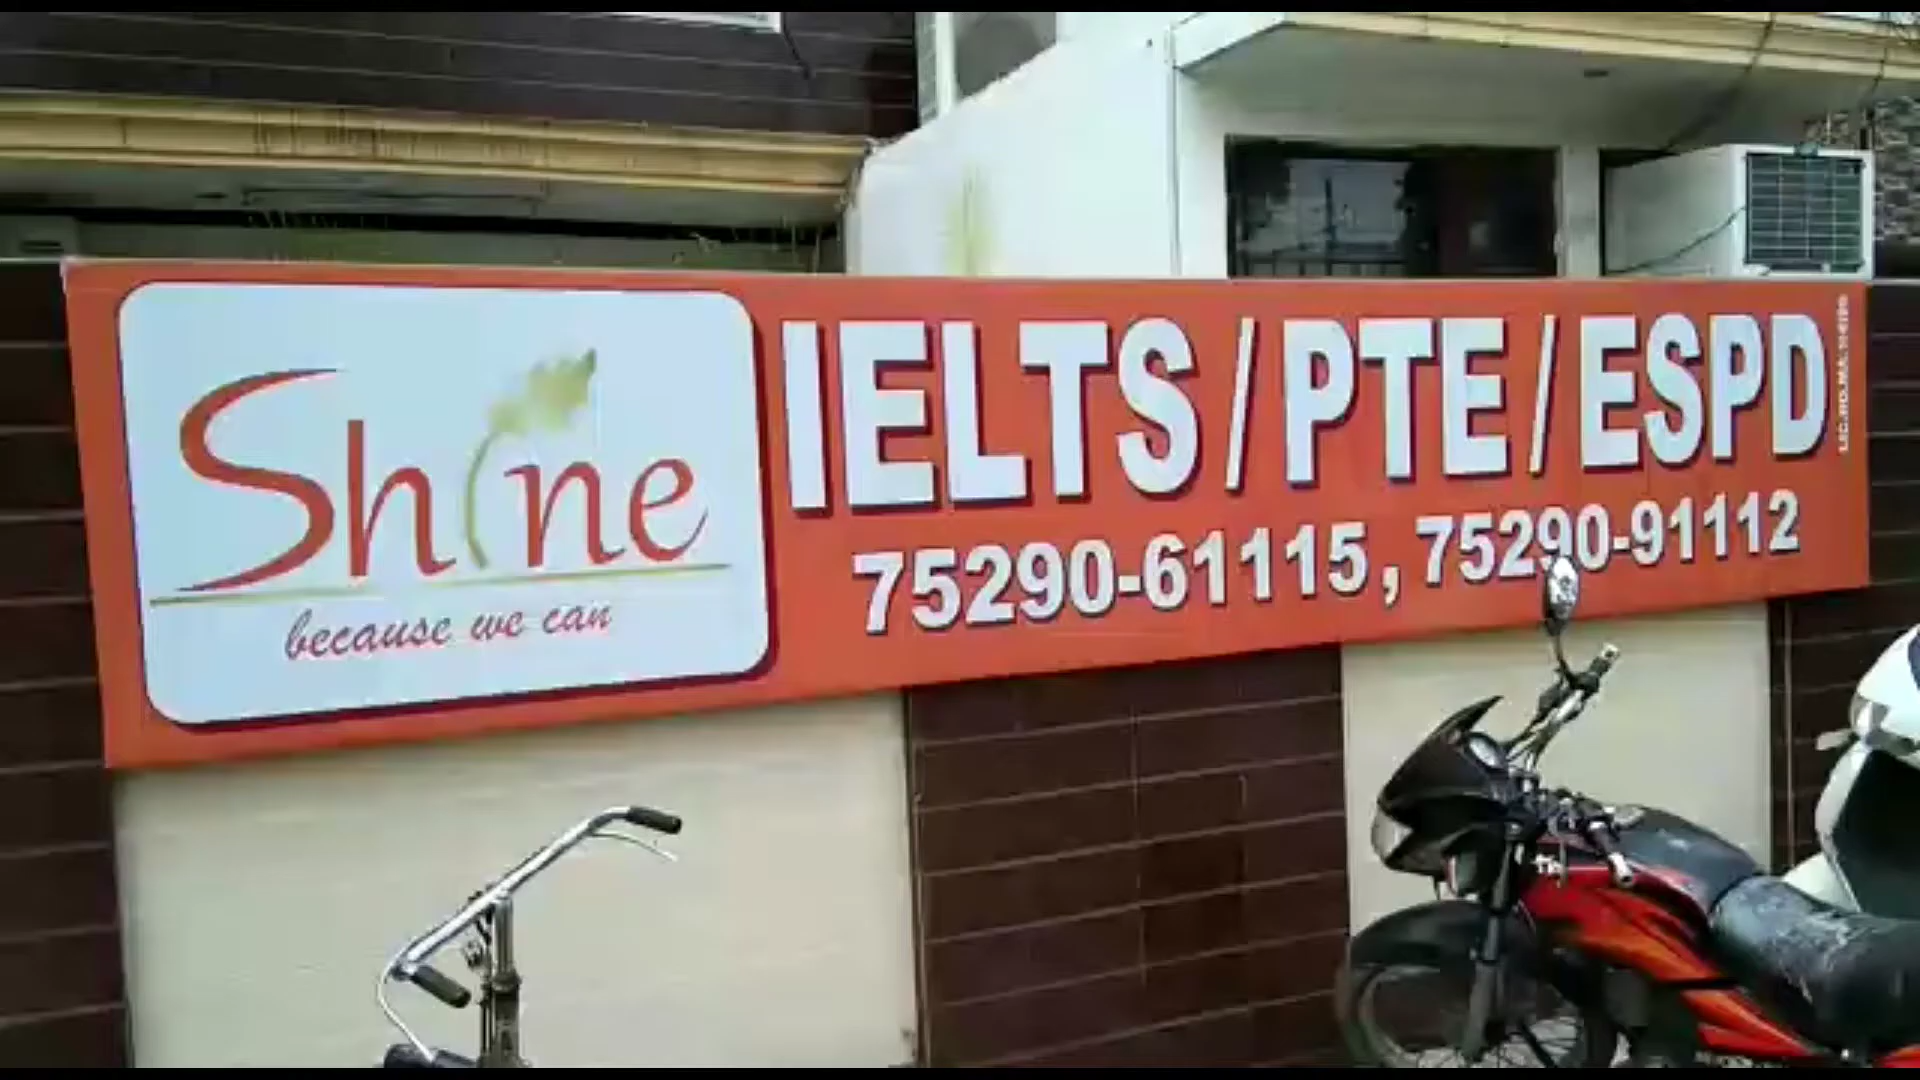 Shine
because we can
IELTS / PTE / ESPD
75290-61115, 75290-91112